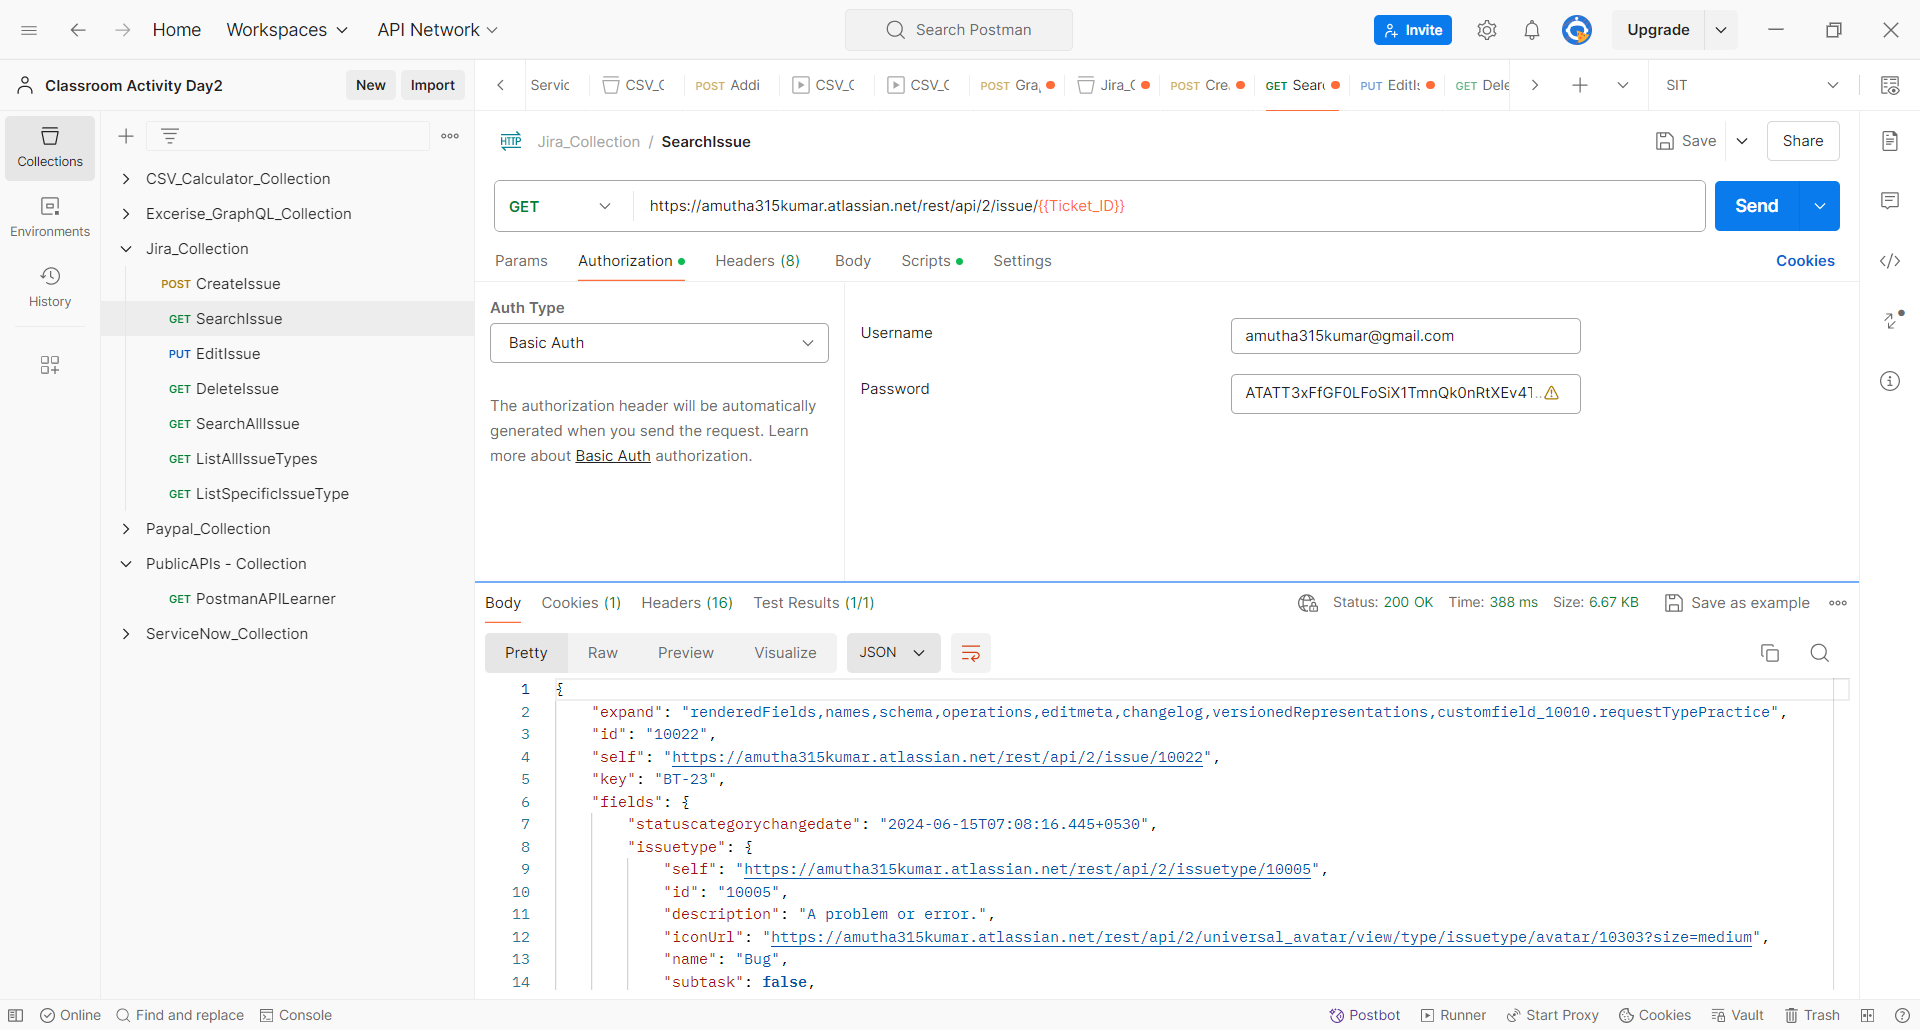 Home Workspaces API Network Search Postman Invite Upgrade
Classroom Activity Day2 New Import Servic CSV_C POST Addi CSV_C CSV_C POST Gra Jira_C POST Cre GET Sear PUT EditIs GET Dele SIT
Collections
Environments
History
CSV_Calculator_Collection
Excerise_GraphQL_Collection
Jira_Collection
POST CreateIssue
GET SearchIssue
PUT EditIssue
GET DeleteIssue
GET SearchAllIssue
GET ListAllIssueTypes
GET ListSpecificIssueType
Paypal_Collection
PublicAPIs - Collection
GET PostmanAPILearner
ServiceNow_Collection
HTTP Jira_Collection / SearchIssue Save Share
GET https://amutha315kumar.atlassian.net/rest/api/2/issue/{{Ticket_ID}} Send
Params Authorization Headers (8) Body Scripts Settings Cookies
Auth Type
Basic Auth
The authorization header will be automatically
generated when you send the request. Learn
more about Basic Auth authorization.
Username amutha315kumar@gmail.com
Password ATATT3xFfGF0LFoSiX1TmnQk0nRtXEv4T...
Body Cookies (1) Headers (16) Test Results (1/1) Status: 200 OK Time: 388 ms Size: 6.67 KB Save as example
Pretty Raw Preview Visualize JSON
1 {
2 "expand": "renderedFields,names,schema,operations,editmeta,changelog,versionedRepresentations,customfield_10010.requestTypePractice",
3 "id": "10022",
4 "self": "https://amutha315kumar.atlassian.net/rest/api/2/issue/10022",
5 "key": "BT-23",
6 "fields": {
7 "statuscategorychangedate": "2024-06-15T07:08:16.445+0530",
8 "issuetype": {
9 "self": "https://amutha315kumar.atlassian.net/rest/api/2/issuetype/10005",
10 "id": "10005",
11 "description": "A problem or error.",
12 "iconUrl": "https://amutha315kumar.atlassian.net/rest/api/2/universal_avatar/view/type/issuetype/avatar/10303?size=medium",
13 "name": "Bug",
14 "subtask": false,
Online Find and replace Console Postbot Runner Start Proxy Cookies Vault Trash